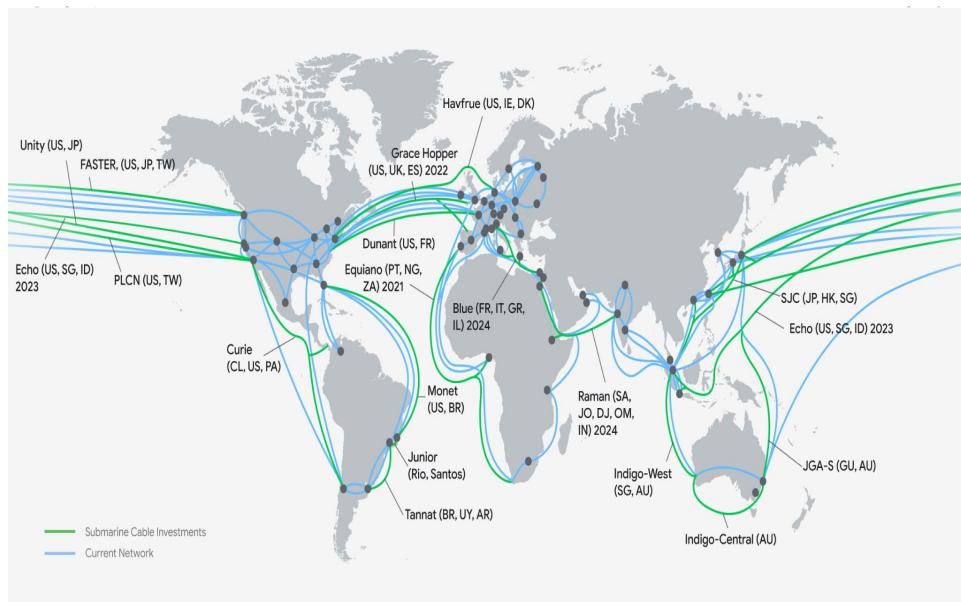 Havfrue (US, IE, DK)
Unity (US, JP)
FASTER, (US, JP, TW)
Grace Hopper
(US, UK, ES) 2022
Dunant (US, FR)
Echo (US, SG, ID)
2023
PLCN (US, TW)
Equiano (PT, NG,
ZA) 2021
Blue (FR, IT, GR,
IL) 2024
SJC (JP, HK, SG)
Echo (US, SG, ID) 2023
Curie
(CL, US, PA)
Monet
(US, BR)
Raman (SA,
JO, DJ, OM,
IN) 2024
Junior
(Rio, Santos)
Indigo-West
(SG, AU)
JGA-S (GU, AU)
Tannat (BR, UY, AR)
Indigo-Central (AU)
Submarine Cable Investments
Current Network